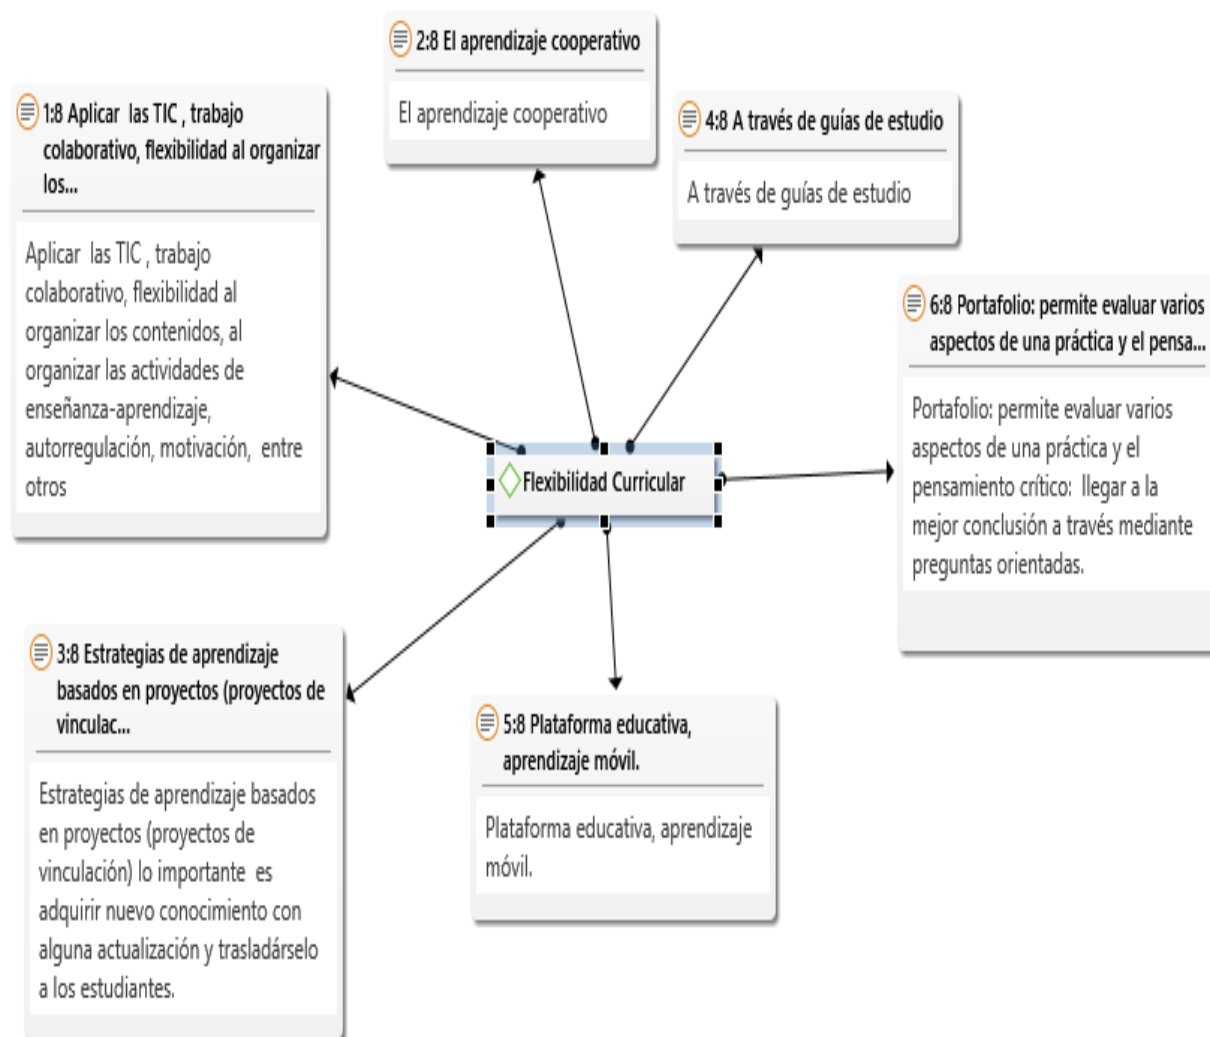 2:8 El aprendizaje cooperativo
El aprendizaje cooperativo
1:8 Aplicar las TIC , trabajo
colaborativo, flexibilidad al organizar
los...
Aplicar las TIC , trabajo
colaborativo, flexibilidad al
organizar los contenidos, al
organizar las actividades de
enseñanza-aprendizaje,
autorregulación, motivación, entre
otros
4:8 A través de guías de estudio
A través de guías de estudio
6:8 Portafolio: permite evaluar varios
aspectos de una práctica y el pensa...
Portafolio: permite evaluar varios
aspectos de una práctica y el
pensamiento crítico: llegar a la
mejor conclusión a través mediante
preguntas orientadas.
Flexibilidad Curricular
3:8 Estrategias de aprendizaje
basados en proyectos (proyectos de
vinculac...
Estrategias de aprendizaje basados
en proyectos (proyectos de
vinculación) lo importante es
adquirir nuevo conocimiento con
alguna actualización y trasladárselo
a los estudiantes.
5:8 Plataforma educativa,
aprendizaje móvil.
Plataforma educativa, aprendizaje
móvil.